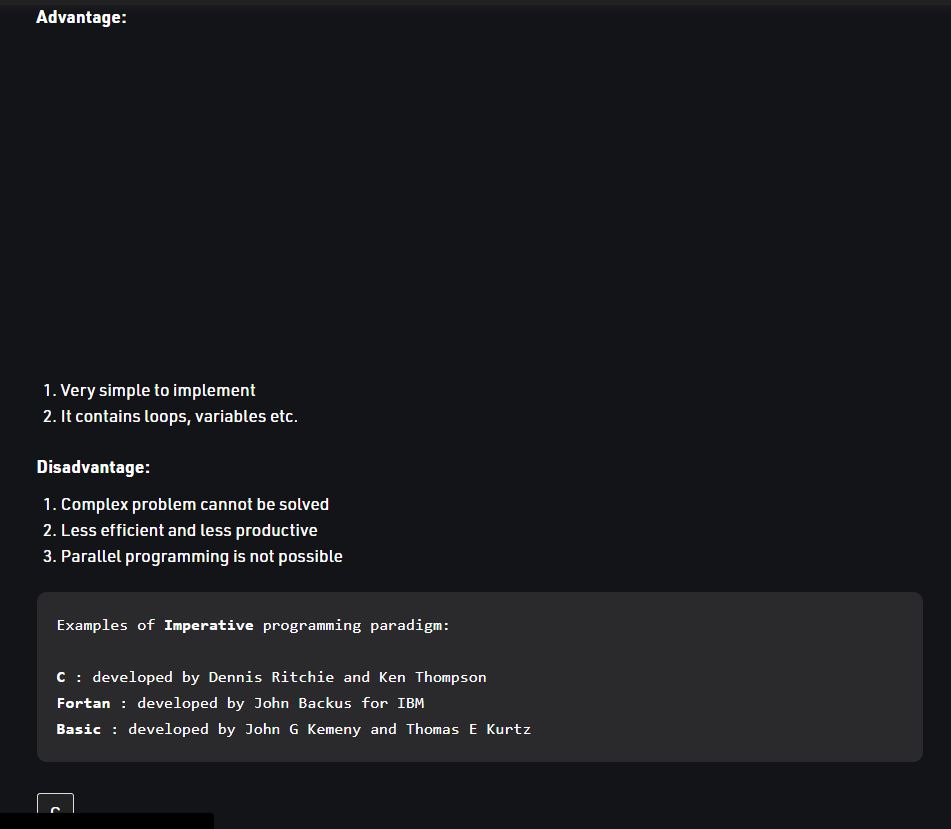 Advantage:
1. Very simple to implement
2. It contains loops, variables etc.
Disadvantage:
1. Complex problem cannot be solved
2. Less efficient and less productive
3. Parallel programming is not possible
Examples of Imperative programming paradigm:
C : developed by Dennis Ritchie and Ken Thompson
Fortan : developed by John Backus for IBM
Basic : developed by John G Kemeny and Thomas E Kurtz